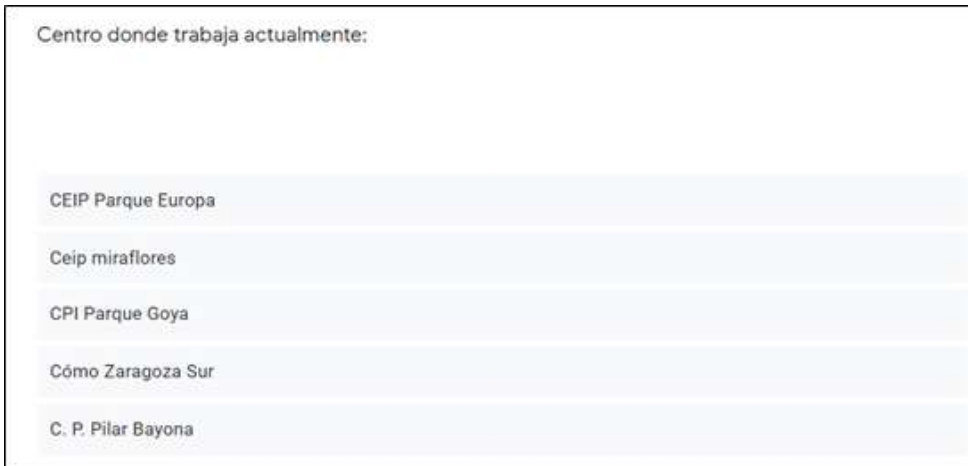 Centro donde trabaja actualmente:
CEIP Parque Europa
Ceip miraflores
CPI Parque Goya
Cómo Zaragoza Sur
C. P. Pilar Bayona